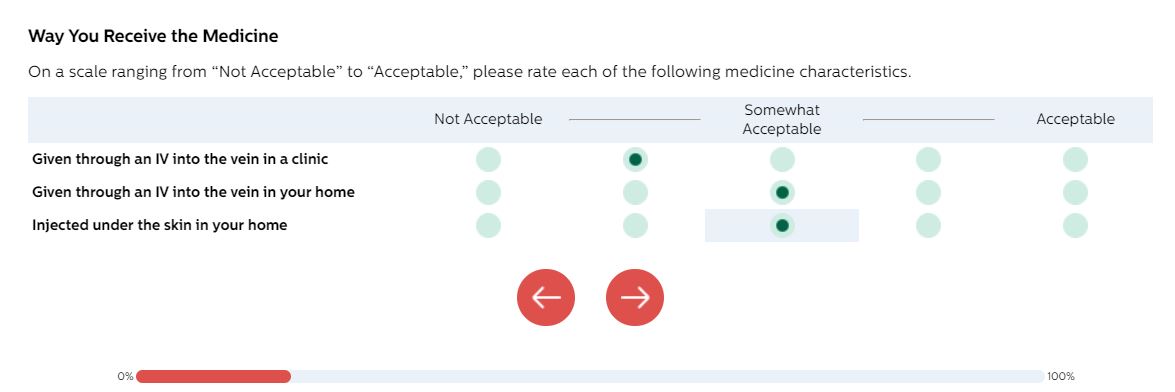 Way You Receive the Medicine
On a scale ranging from “Not Acceptable” to “Acceptable,” please rate each of the following medicine characteristics.
Not Acceptable
Somewhat
Acceptable
Acceptable
Given through an IV into the vein in a clinic
Given through an IV into the vein in your home
Injected under the skin in your home
0%
100%